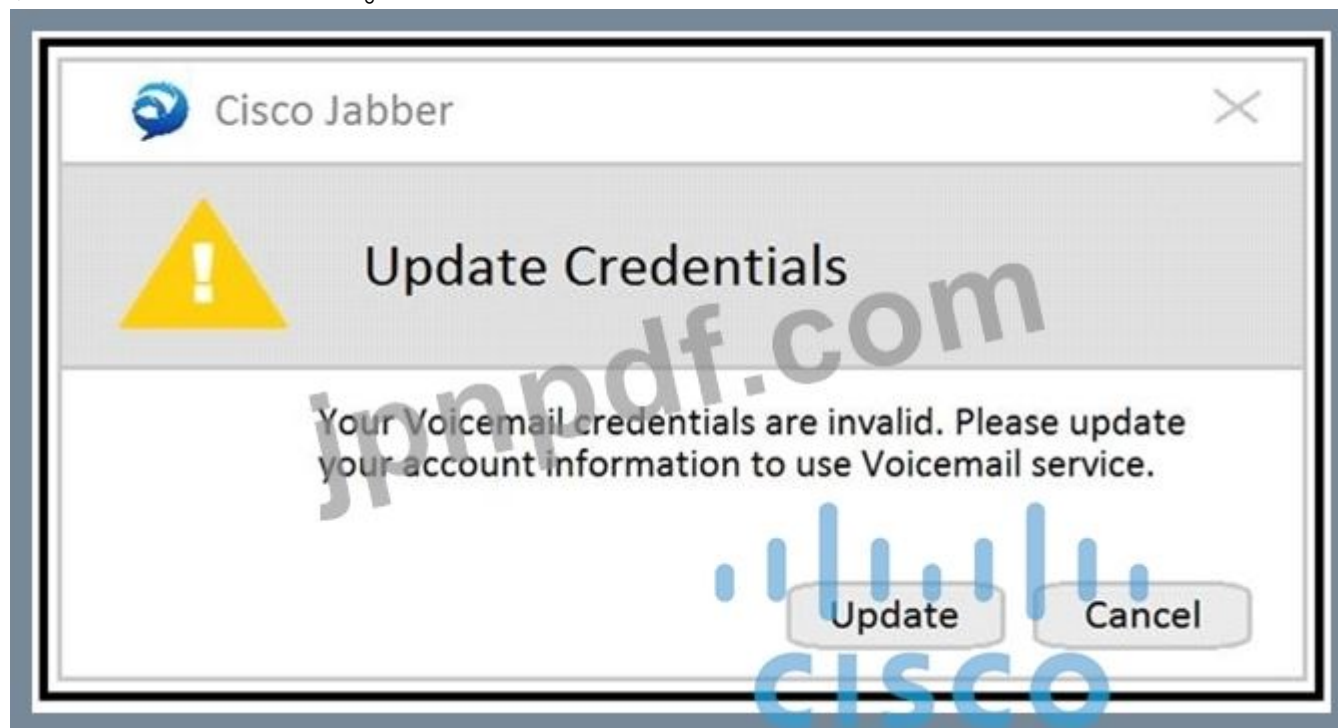 Cisco Jabber
Update Credentials
jpnpdf.com
Your Voicemail credentials are invalid. Please update
your account information to use Voicemail service.
Update Cancel
CISCO